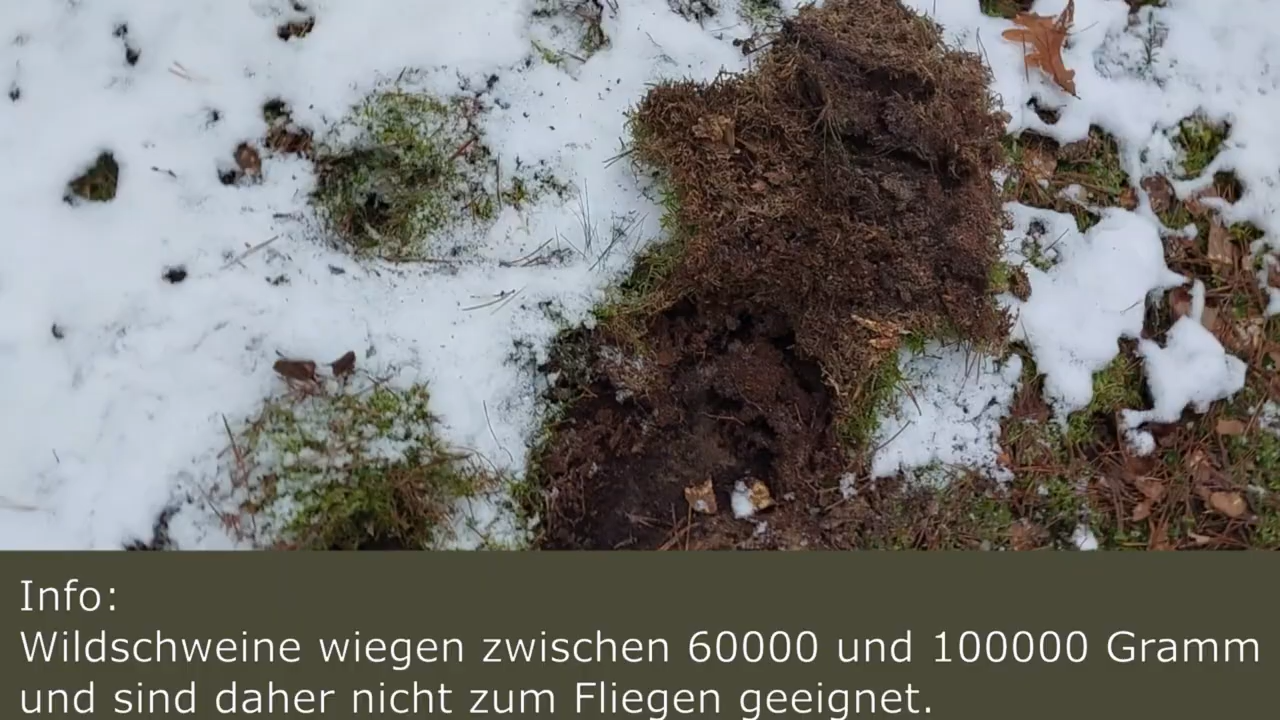 Info:
Wildschweine wiegen zwischen 60000 und 100000 Gramm
und sind daher nicht zum Fliegen geeignet.